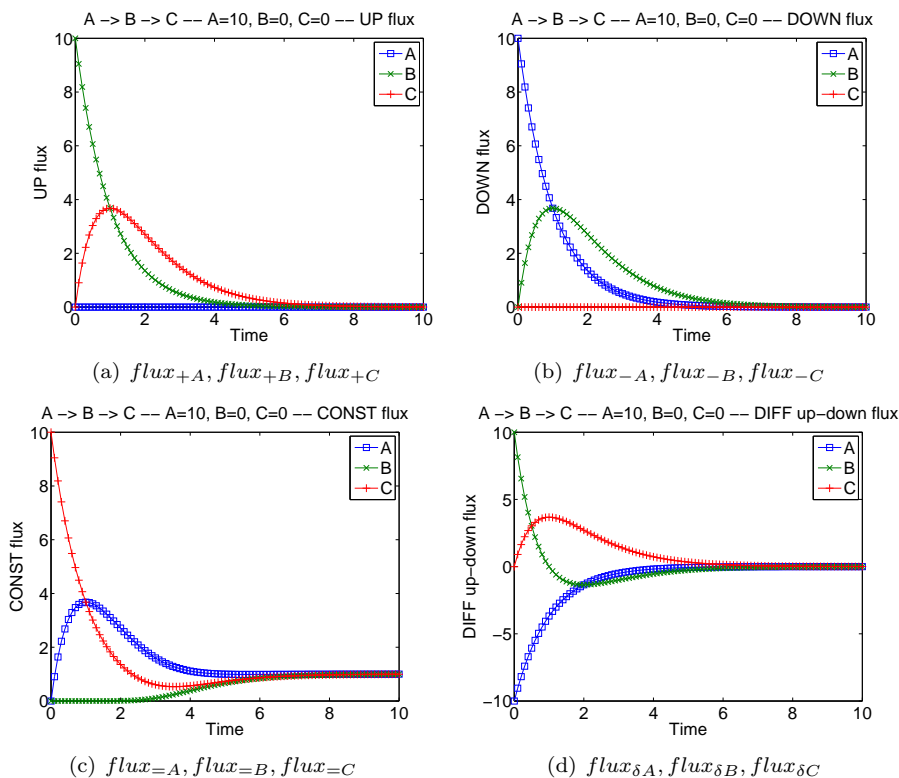 A -> B -> C -- A=10, B=0, C=0 -- UP flux
10
8
6
4
2
0
UP flux
A
B
C
0 2 4 6 8 10
Time
(a) flux+A, flux+B, flux+C
A -> B -> C -- A=10, B=0, C=0 -- DOWN flux
10
8
6
4
2
0
DOWN flux
A
B
C
0 2 4 6 8 10
Time
(b) flux−A, flux−B, flux−C
A -> B -> C -- A=10, B=0, C=0 -- CONST flux
10
8
6
4
2
0
CONST flux
A
B
C
0 2 4 6 8 10
Time
(c) flux=A, flux=B, flux=C
A -> B -> C -- A=10, B=0, C=0 -- DIFF up-down flux
10
5
0
−5
−10
DIFF up-down flux
A
B
C
0 2 4 6 8 10
Time
(d) fluxδA, fluxδB, fluxδC